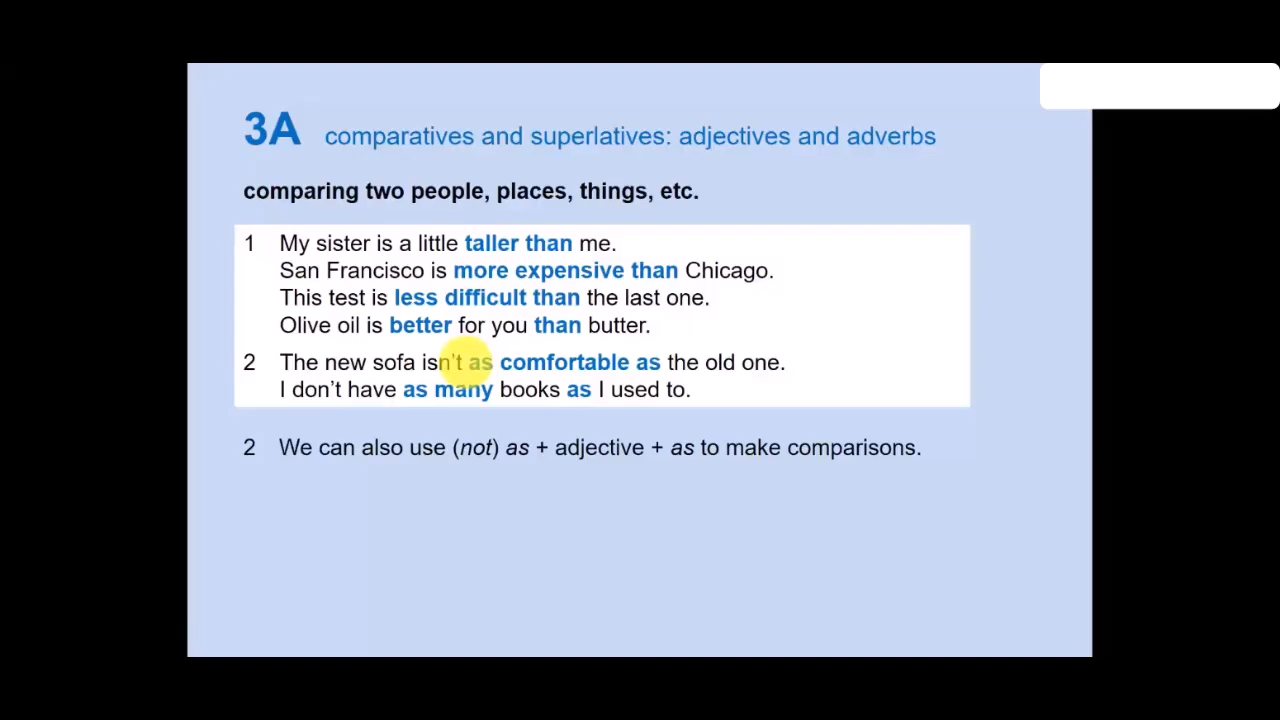 3A comparatives and superlatives: adjectives and adverbs
comparing two people, places, things, etc.
1 My sister is a little taller than me.
San Francisco is more expensive than Chicago.
This test is less difficult than the last one.
Olive oil is better for you than butter.
2 The new sofa isn't as comfortable as the old one.
I don’t have as many books as I used to.
2 We can also use (not) as + adjective + as to make comparisons.